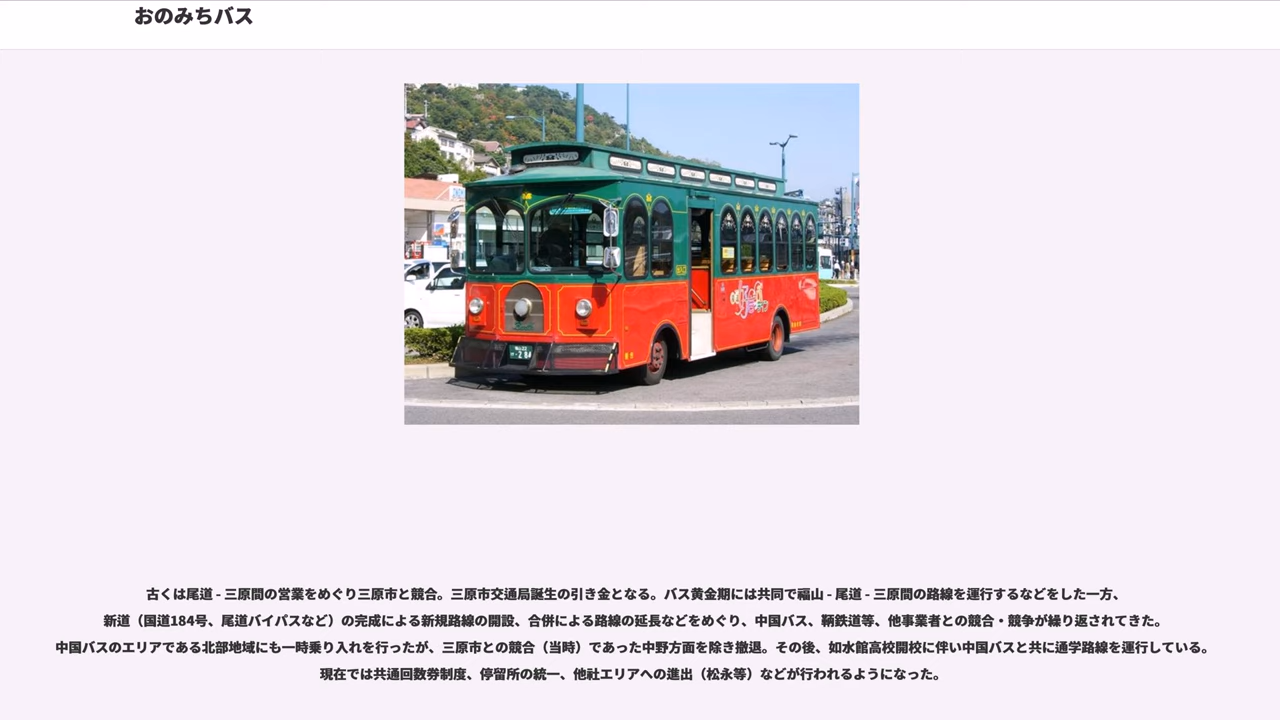 おのみちバス
古くは尾道 - 三原間の営業をめぐり三原市と競合。三原市交通局誕生の引き金となる。バス黄金期には共同で福山 - 尾道 - 三原間の路線を運行するなどをした一方、
新道（国道184号、尾道バイパスなど）の完成による新規路線の開設、合併による路線の延長などをめぐり、中国バス、鞆鉄道等、他事業者との競合・競争が繰り返されてきた。
中国バスのエリアである北部地域にも一時乗り入れを行ったが、三原市との競合（当時）であった中野方面を除き撤退。その後、如水館高校開校に伴い中国バスと共に通学路線を運行している。
現在では共通回数券制度、停留所の統一、他社エリアへの進出（松永等）などが行われるようになった。